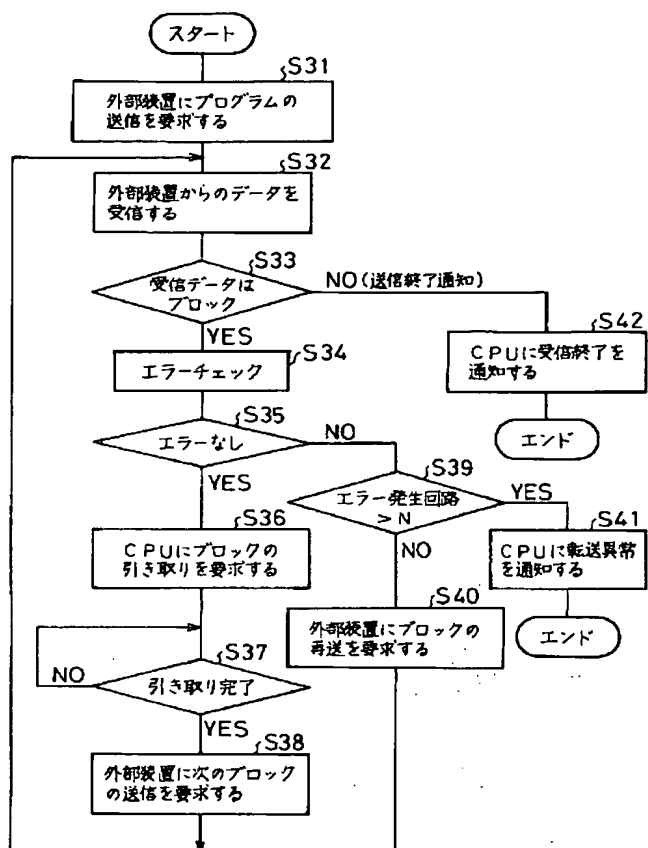 スタート
S31
外部装置にプログラムの
送信を要求する
S32
外部装置からのデータを
受信する
S33
受信データは
ブロック
NO(送信終了通知)
YES
S42
CPUに受信終了を
通知する
エンド
S34
エラーチェック
S35
エラーなし
NO
YES
S39
エラー発生回路
>N
YES
NO
S41
CPUに転送異常
を通知する
エンド
S36
CPUにブロックの
引き取りを要求する
S40
外部装置にブロックの
再送を要求する
S37
引き取り完了
NO
YES
S38
外部装置に次のブロック
の送信を要求する